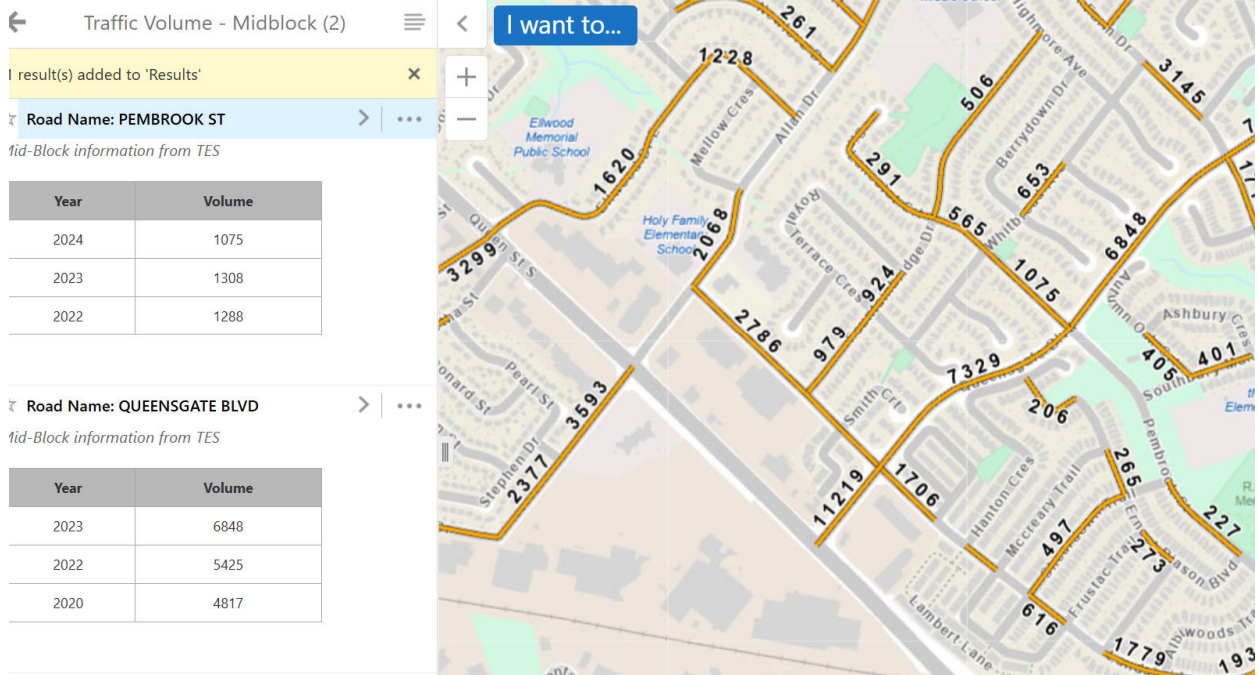 Traffic Volume - Midblock (2)
result(s) added to 'Results'
Road Name: PEMBROOK ST
Mid-Block information from TES
Year Volume
2024 1075
2023 1308
2022 1288
Road Name: QUEENSGATE BLVD
Mid-Block information from TES
Year Volume
2023 6848
2022 5425
2020 4817
I want to...
261
1228
3145
506
Berrydown Dr
Mellow Cres
Allan Dr
Ellwood
Memorial
Public School
1620
291
653
Royal
Terrace Cres
Holy Family
Elementary
School
2068
565
Whitb
6848
Queen St S
3299
924
1075
Ashbury Cres
2786
979
7329
405
401
Pearl St
Smith Crt
206
3593
Stephen Dr
2377
265
1706
11219
Hanton Cres
Mccreary Trail
497
227
273
Frustac Trail
616
Lambert Lane
1779
193